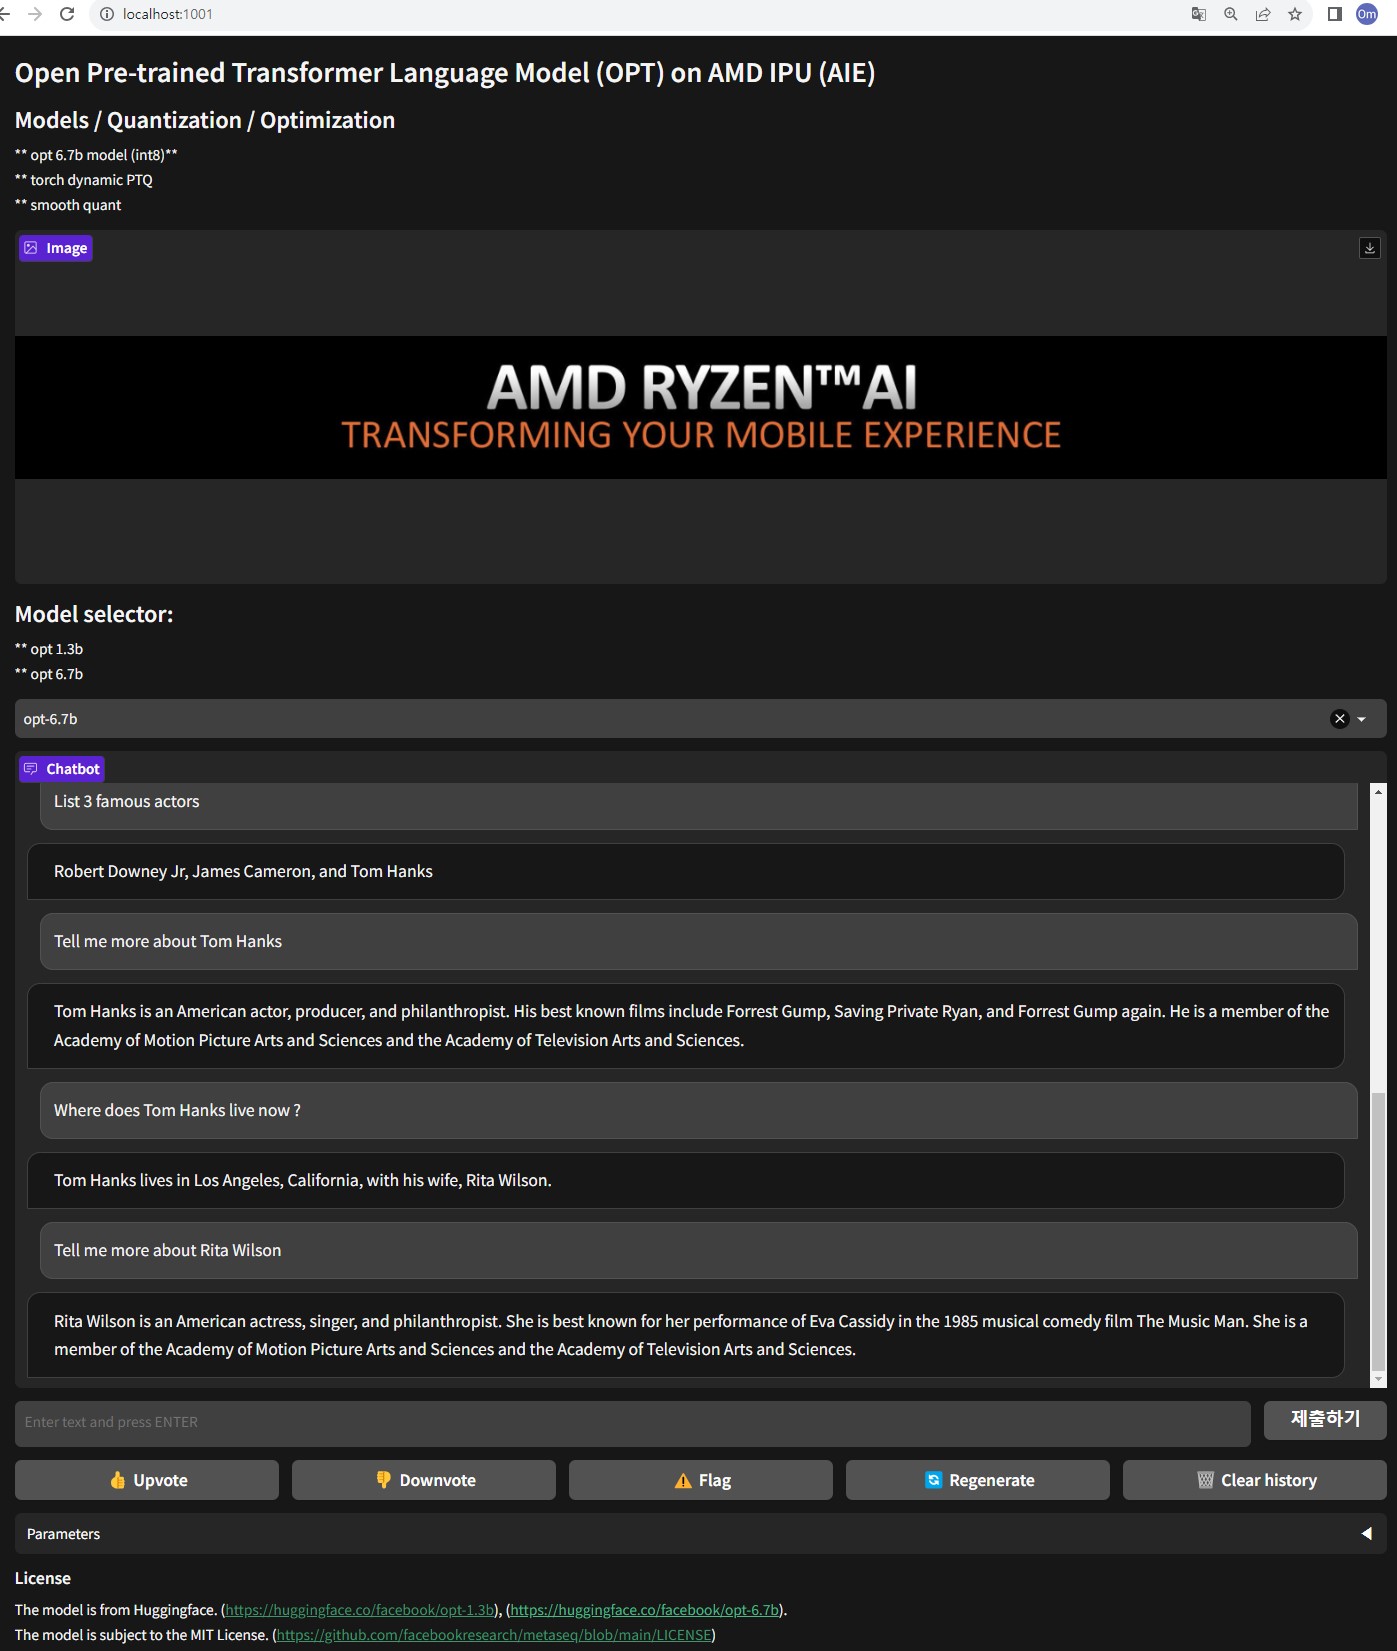 localhost:1001
Om
Open Pre-trained Transformer Language Model (OPT) on AMD IPU (AIE)
Models / Quantization / Optimization
** opt 6.7b model (int8)**
** torch dynamic PTQ
** smooth quant
Image
AMD RYZEN™AI
TRANSFORMING YOUR MOBILE EXPERIENCE
Model selector:
** opt 1.3b
** opt 6.7b
opt-6.7b
Chatbot
List 3 famous actors
Robert Downey Jr, James Cameron, and Tom Hanks
Tell me more about Tom Hanks
Tom Hanks is an American actor, producer, and philanthropist. His best known films include Forrest Gump, Saving Private Ryan, and Forrest Gump again. He is a member of the
Academy of Motion Picture Arts and Sciences and the Academy of Television Arts and Sciences.
Where does Tom Hanks live now ?
Tom Hanks lives in Los Angeles, California, with his wife, Rita Wilson.
Tell me more about Rita Wilson
Rita Wilson is an American actress, singer, and philanthropist. She is best known for her performance of Eva Cassidy in the 1985 musical comedy film The Music Man. She is a
member of the Academy of Motion Picture Arts and Sciences and the Academy of Television Arts and Sciences.
Enter text and press ENTER
제출하기
👍 Upvote
👎 Downvote
⚠️ Flag
🔄 Regenerate
🗑️ Clear history
Parameters
License
The model is from Huggingface. (https://huggingface.co/facebook/opt-1.3b), (https://huggingface.co/facebook/opt-6.7b).
The model is subject to the MIT License. (https://github.com/facebookresearch/metaseq/blob/main/LICENSE)